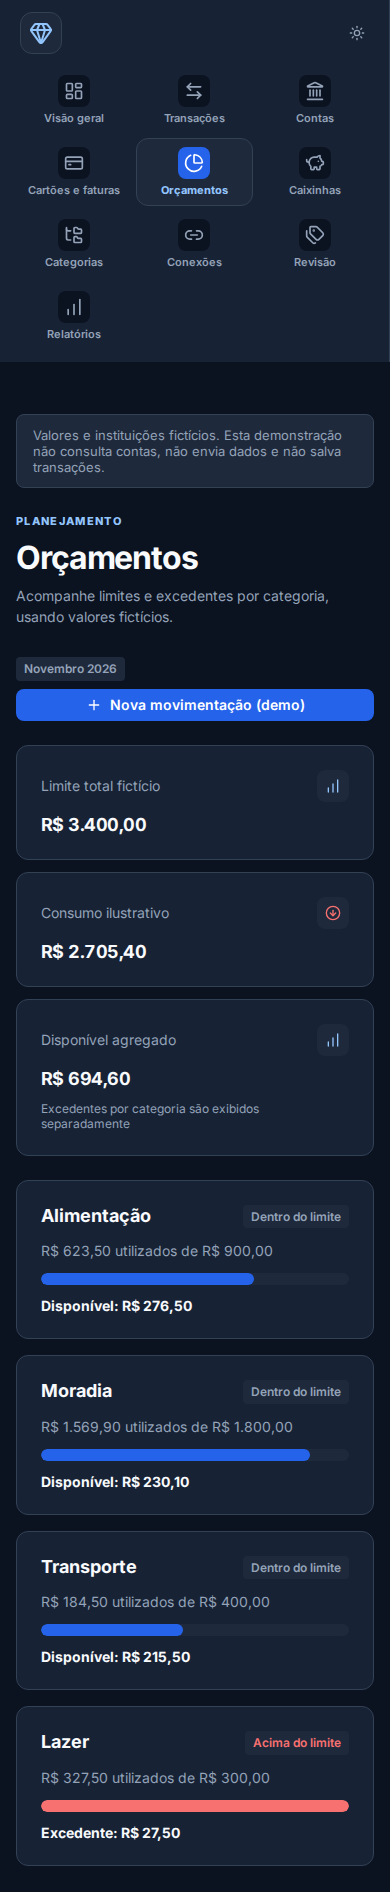 Visão geral
Transações
Contas
Cartões e faturas
Orçamentos
Caixinhas
Categorias
Conexões
Revisão
Relatórios
Valores e instituições fictícios. Esta demonstração
não consulta contas, não envia dados e não salva
transações.
PLANEJAMENTO
Orçamentos
Acompanhe limites e excedentes por categoria,
usando valores fictícios.
Novembro 2026
Nova movimentação (demo)
Limite total fictício
R$ 3.400,00
Consumo ilustrativo
R$ 2.705,40
Disponível agregado
R$ 694,60
Excedentes por categoria são exibidos
separadamente
Alimentação
Dentro do limite
R$ 623,50 utilizados de R$ 900,00
Disponível: R$ 276,50
Moradia
Dentro do limite
R$ 1.569,90 utilizados de R$ 1.800,00
Disponível: R$ 230,10
Transporte
Dentro do limite
R$ 184,50 utilizados de R$ 400,00
Disponível: R$ 215,50
Lazer
Acima do limite
R$ 327,50 utilizados de R$ 300,00
Excedente: R$ 27,50